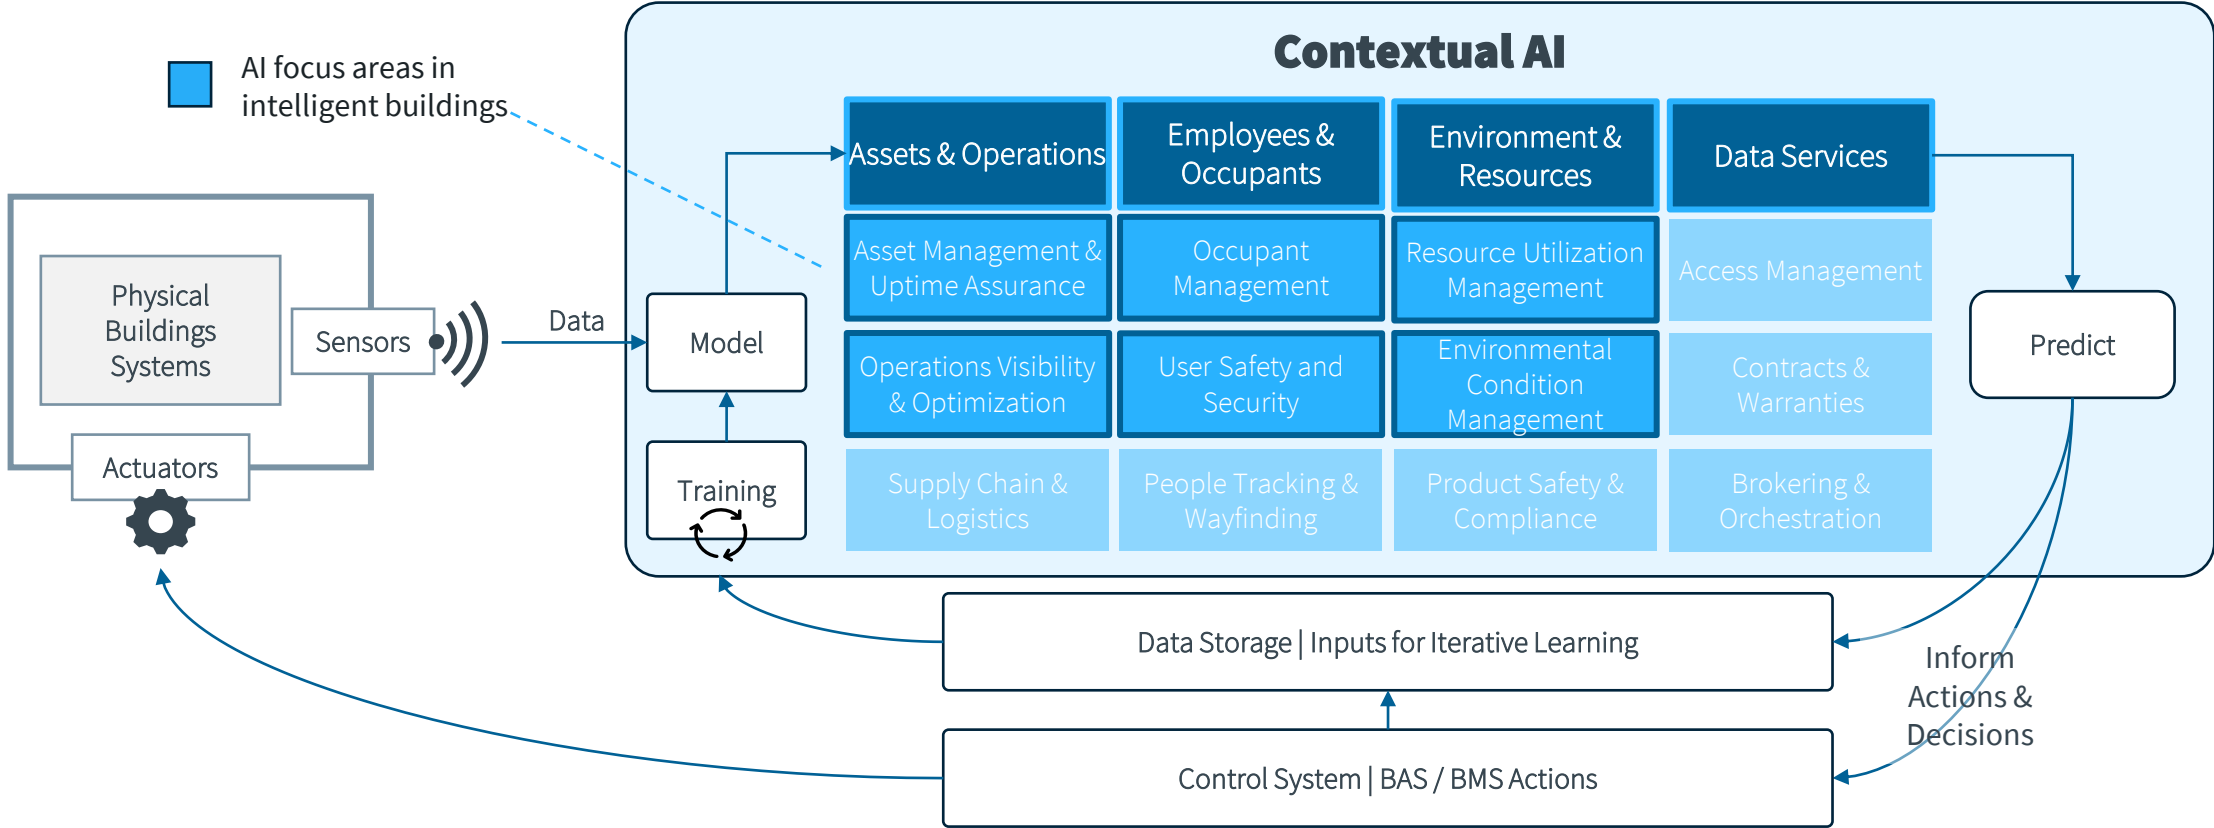 Contextual AI
AI focus areas in
intelligent buildings
Assets & Operations
Employees &
Occupants
Environment &
Resources
Data Services
Asset Management &
Uptime Assurance
Occupant
Management
Resource Utilization
Management
Access Management
Operations Visibility
& Optimization
User Safety and
Security
Environmental
Condition
Management
Contracts &
Warranties
Supply Chain &
Logistics
People Tracking &
Wayfinding
Product Safety &
Compliance
Brokering &
Orchestration
Physical
Buildings
Systems
Sensors
Actuators
Data
Model
Training
Predict
Data Storage | Inputs for Iterative Learning
Inform
Actions &
Decisions
Control System | BAS / BMS Actions